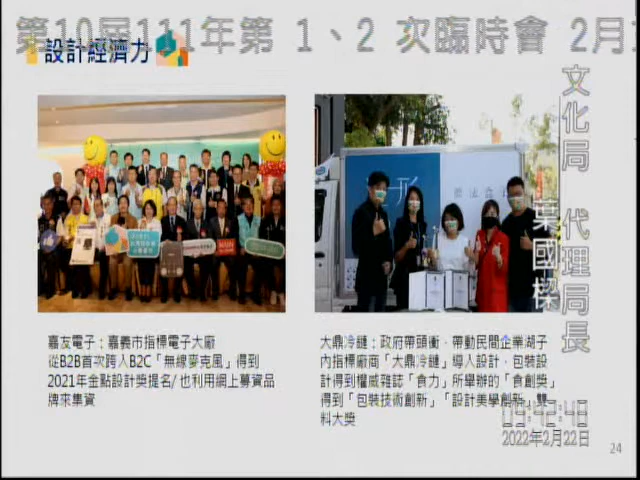 第10屆111年第 1、2 次臨時會 2月
設計經濟力
文化局 代理局長
葉國樑
嘉友電子：嘉義市指標電子大廠
從B2B首次跨入B2C「無線麥克風」得到
2021年金點設計獎提名/ 也利用網上募資品
牌來集資
大鼎冷鏈：政府帶頭衝，帶動民間企業湖子
內指標廠商「大鼎冷鏈」導入設計，包裝設
計得到權威雜誌「食力」所舉辦的「食創獎」
得到「包裝技術創新」「設計美學創新」雙
料大獎
2022年2月22日
24